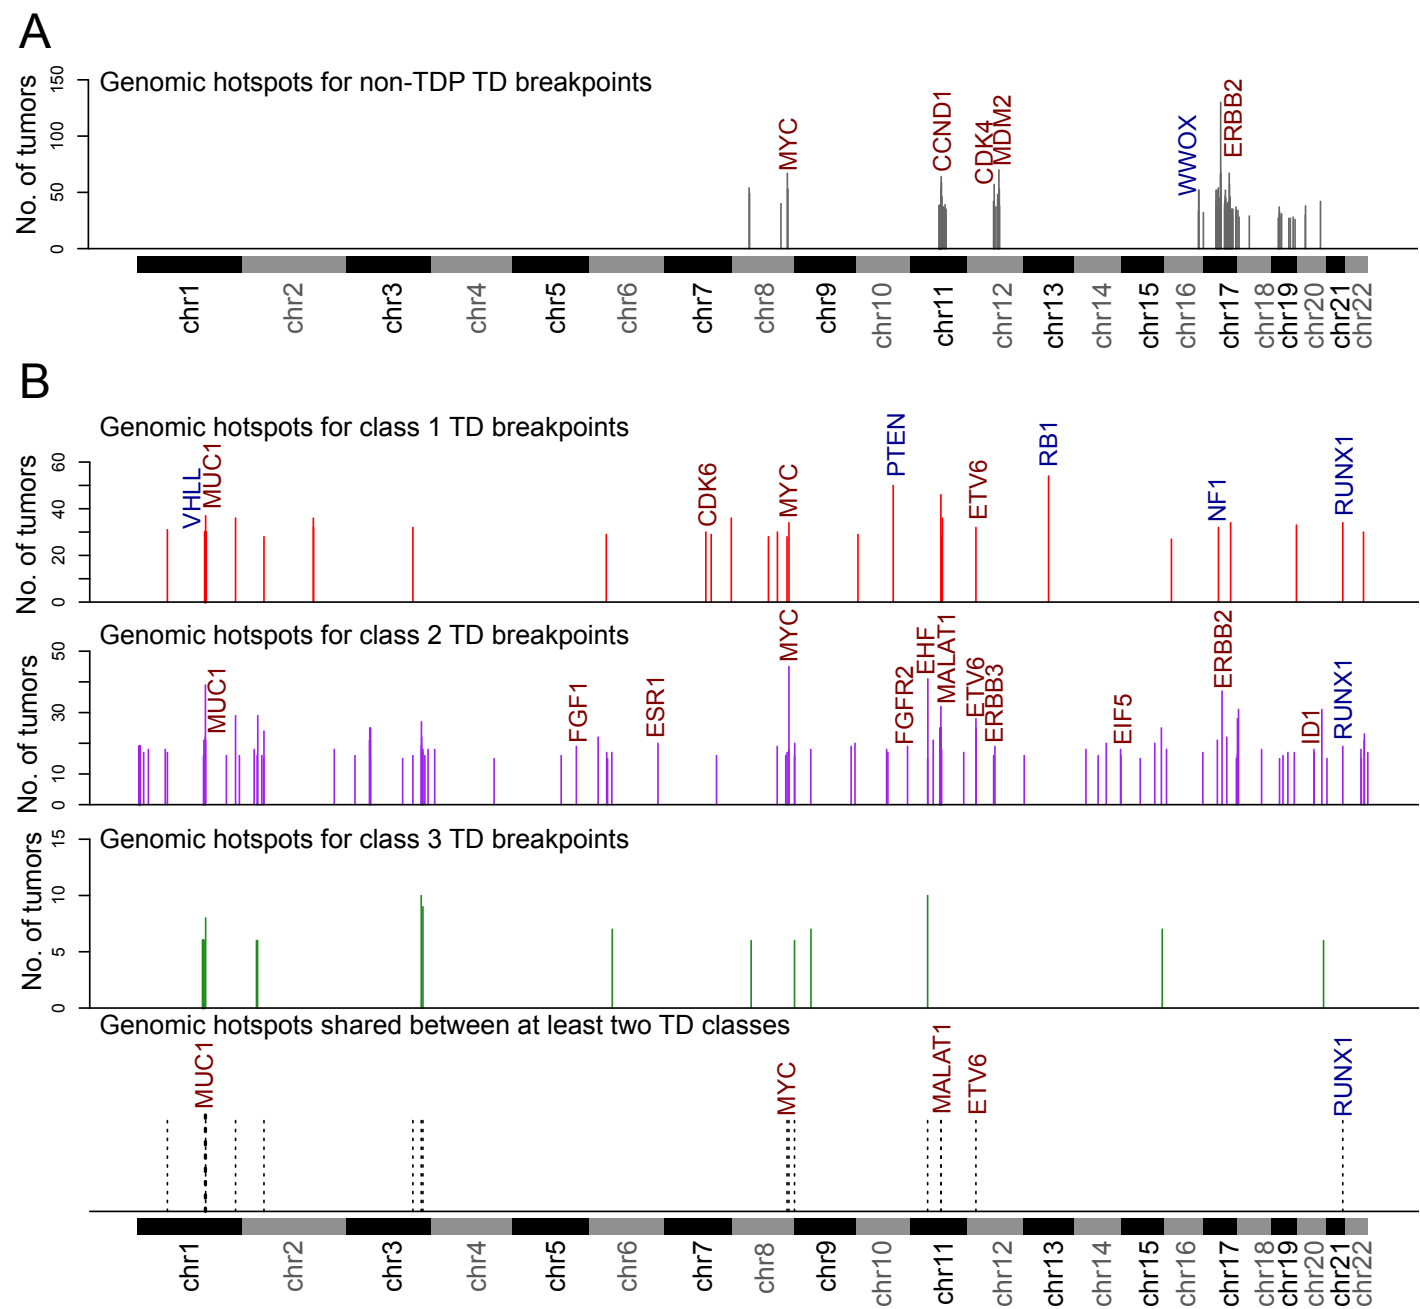 A
Genomic hotspots for non-TDP TD breakpoints
No. of tumors
150
100
50
0
MYC
CCND1
CDK4
MDM2
WWOX
ERBB2
chr1
chr2
chr3
chr4
chr5
chr6
chr7
chr8
chr9
chr10
chr11
chr12
chr13
chr14
chr15
chr16
chr17
chr18
chr19
chr20
chr21
chr22
B
Genomic hotspots for class 1 TD breakpoints
No. of tumors
60
40
20
0
VHLL
MUC1
CDK6
MYC
PTEN
ETV6
RB1
NF1
RUNX1
Genomic hotspots for class 2 TD breakpoints
No. of tumors
50
30
10
0
MUC1
FGF1
ESR1
MYC
FGFR2
EHF
MALAT1
ETV6
ERBB3
EIF5
ERBB2
ID1
RUNX1
Genomic hotspots for class 3 TD breakpoints
No. of tumors
15
10
5
0
Genomic hotspots shared between at least two TD classes
MUC1
MYC
MALAT1
ETV6
RUNX1
chr1
chr2
chr3
chr4
chr5
chr6
chr7
chr8
chr9
chr10
chr11
chr12
chr13
chr14
chr15
chr16
chr17
chr18
chr19
chr20
chr21
chr22